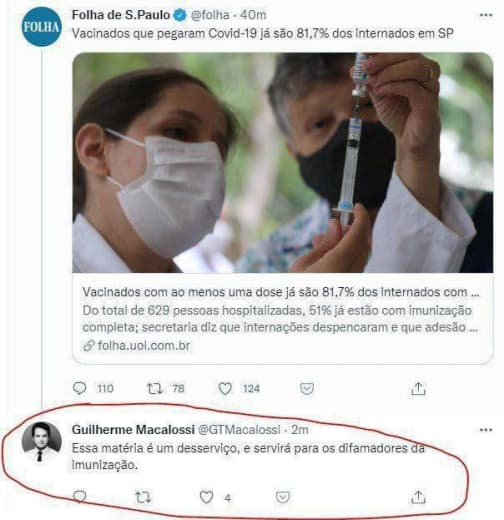 FOLHA
Folha de S.Paulo @folha · 40m
Vacinados que pegaram Covid-19 já são 81,7% dos internados em SP
Vacinados com ao menos uma dose já são 81,7% dos internados com ...
Do total de 629 pessoas hospitalizadas, 51% já estão com imunização
completa; secretaria diz que internações despencaram e que adesão ...
folha.uol.com.br
110 78 124
Guilherme Macalossi @GTMacalossi · 2m
Essa matéria é um desserviço, e servirá para os difamadores da
imunização.
4